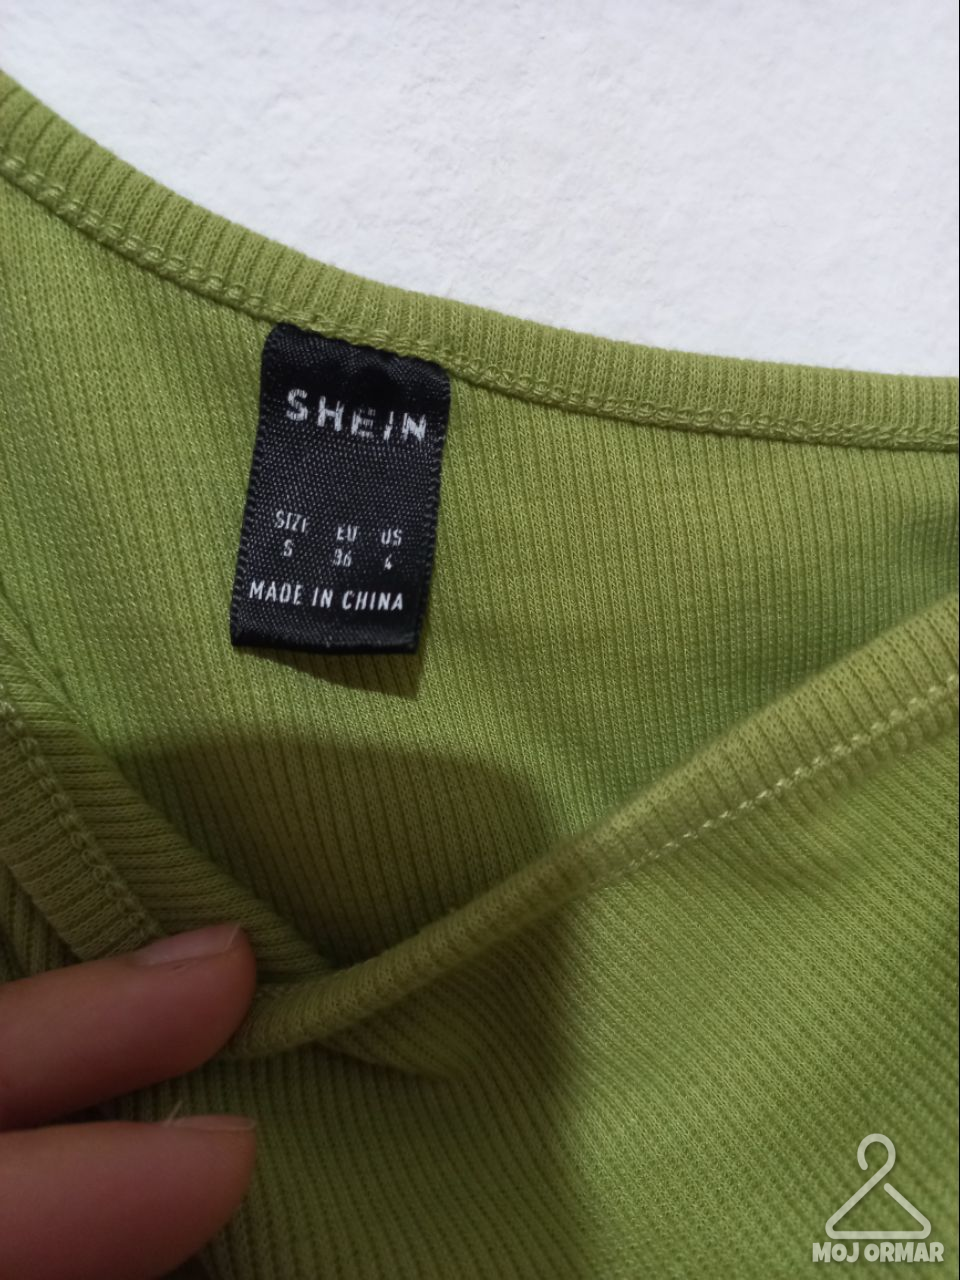 SHEIN
SIZE EU US
S 36 4
MADE IN CHINA
MOJ ORMAR